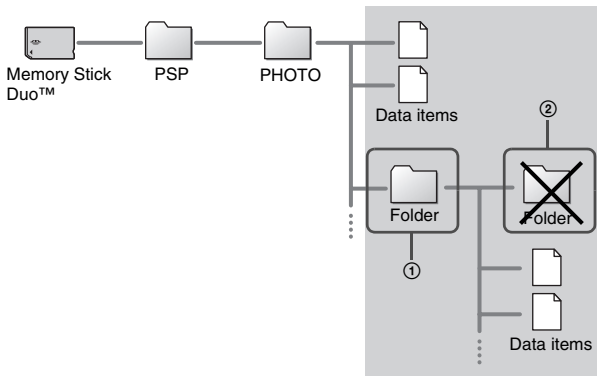 Memory Stick
Duo™
PSP
PHOTO
Data items
②
Folder
Folder
①
Data items